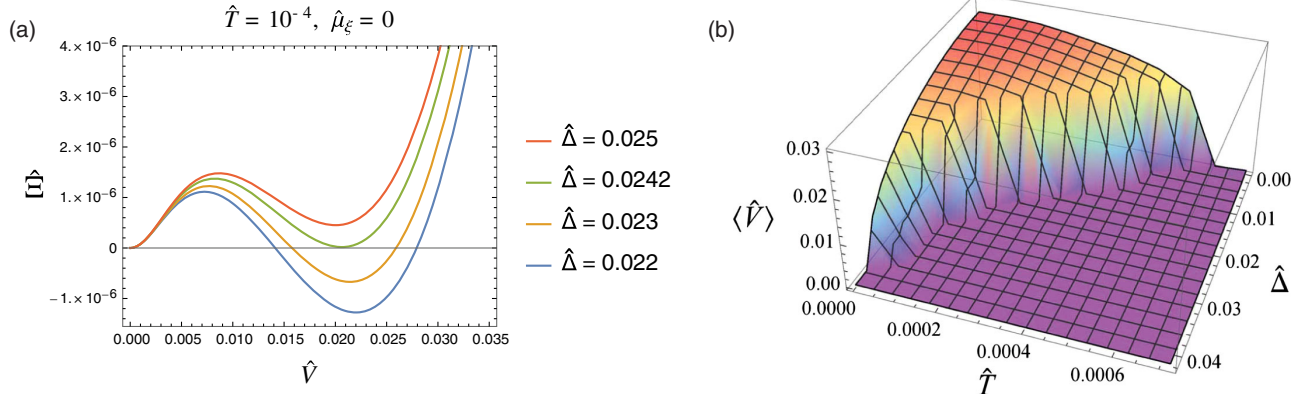 (a)
T̂ = 10⁻⁴, μ̂_ξ = 0
Ξ̂
4.× 10⁻⁶
3.× 10⁻⁶
2.× 10⁻⁶
1.× 10⁻⁶
0
−1.× 10⁻⁶
0.000 0.005 0.010 0.015 0.020 0.025 0.030 0.035
V̂
Δ̂ = 0.025
Δ̂ = 0.0242
Δ̂ = 0.023
Δ̂ = 0.022
(b)
⟨V̂⟩
0.03
0.02
0.01
0.00
0.0000
0.0002
0.0004
0.0006
T̂
0.00
0.01
0.02
0.03
0.04
Δ̂